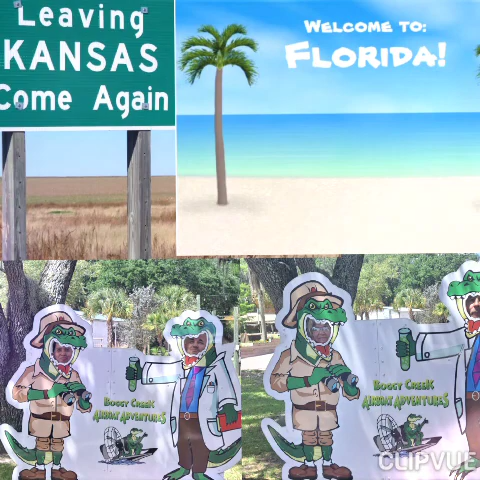 Leaving
KANSAS
Come Again
WELCOME TO:
FLORIDA!
BOGGY CREEK
AIRBOAT ADVENTURES
BOGGY CREEK
AIRBOAT ADVENTURES
CLIPVUE